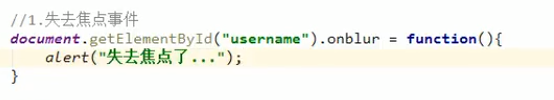 //1.失去焦点事件
document.getElementById("username").onblur = function(){
    alert("失去焦点了...");
}